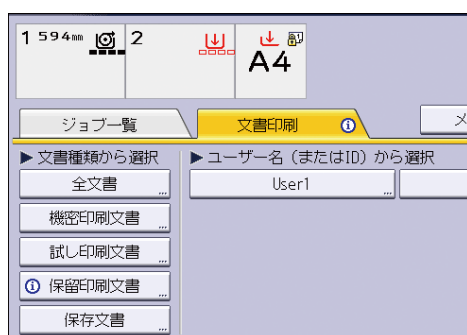 1 594mm 2
A4
ジョブ一覧 文書印刷 メ
▶文書種類から選択 ▶ユーザー名（またはID）から選択
全文書 User1
機密印刷文書
試し印刷文書
保留印刷文書
保存文書